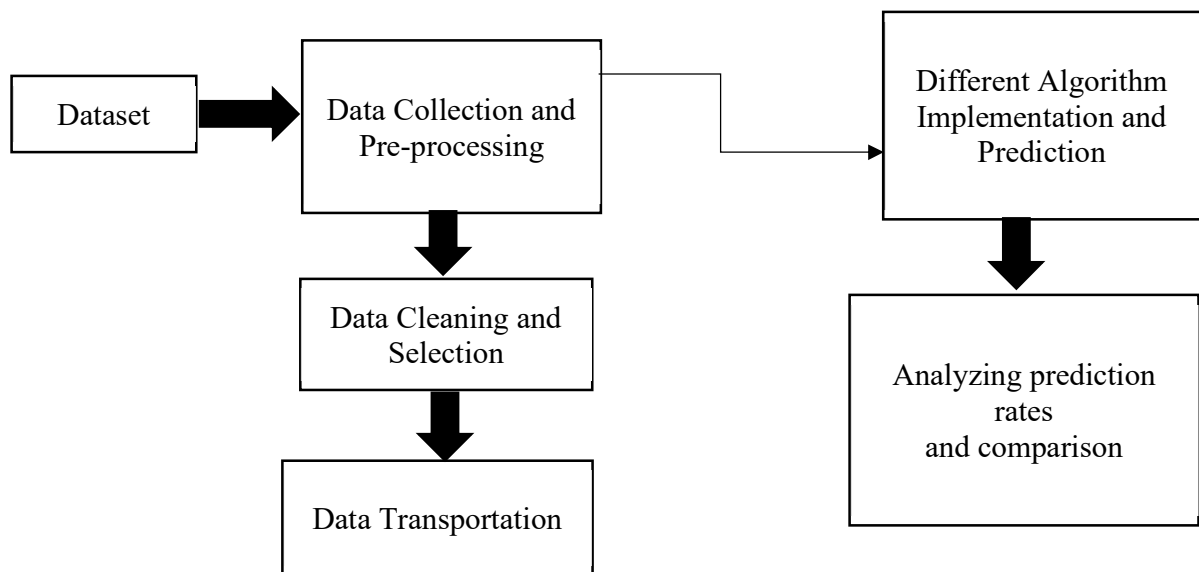 Dataset
Data Collection and
Pre-processing
Different Algorithm
Implementation and
Prediction
Data Cleaning and
Selection
Analyzing prediction
rates
and comparison
Data Transportation